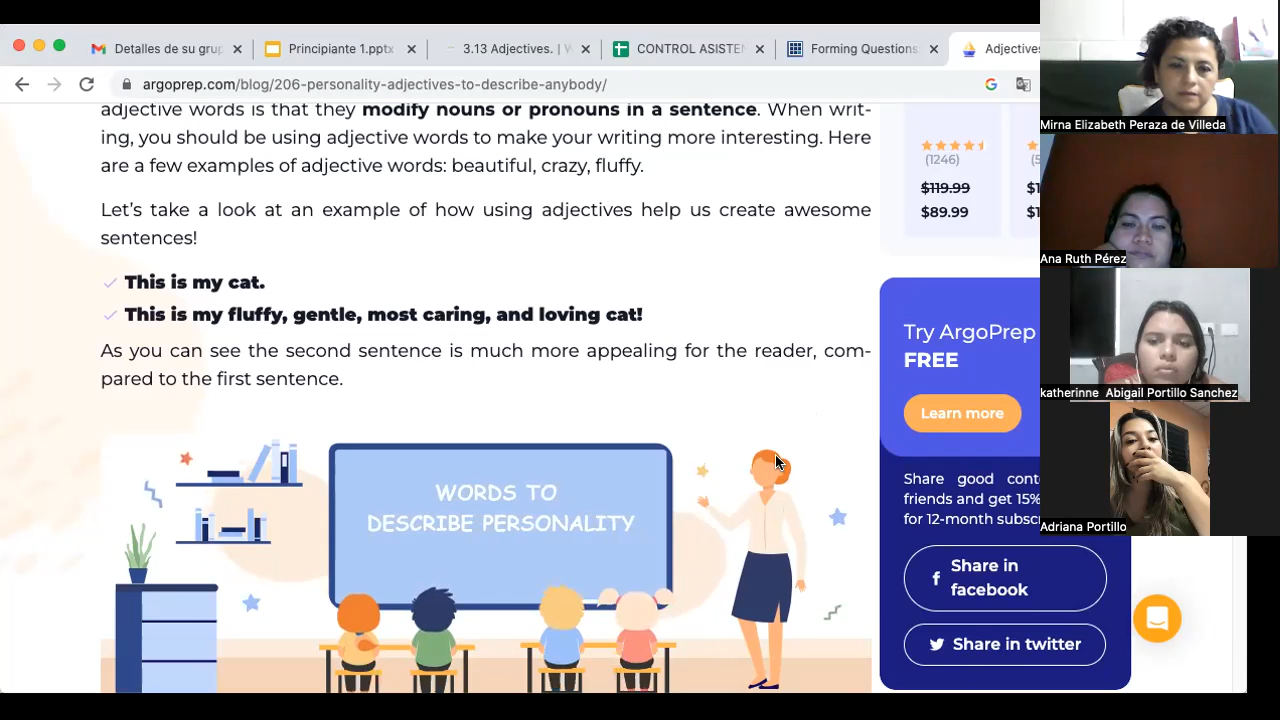 Detalles de su gru
Principiante 1.pptx
3.13 Adjectives. |
CONTROL ASISTEN
Forming Questions
Adjectives
argoprep.com/blog/206-personality-adjectives-to-describe-anybody/
adjective words is that they modify nouns or pronouns in a sentence. When writ-
ing, you should be using adjective words to make your writing more interesting. Here
are a few examples of adjective words: beautiful, crazy, fluffy.
Let's take a look at an example of how using adjectives help us create awesome
sentences!
This is my cat.
This is my fluffy, gentle, most caring, and loving cat!
As you can see the second sentence is much more appealing for the reader, com-
pared to the first sentence.
WORDS TO
DESCRIBE PERSONALITY
(1246)
$119.99
$89.99
Try ArgoPrep
FREE
Learn more
Share good cont
friends and get 15%
for 12-month subsc
Share in
facebook
Share in twitter
Mirna Elizabeth Peraza de Villeda
Ana Ruth Pérez
katherinne Abigail Portillo Sanchez
Adriana Portillo